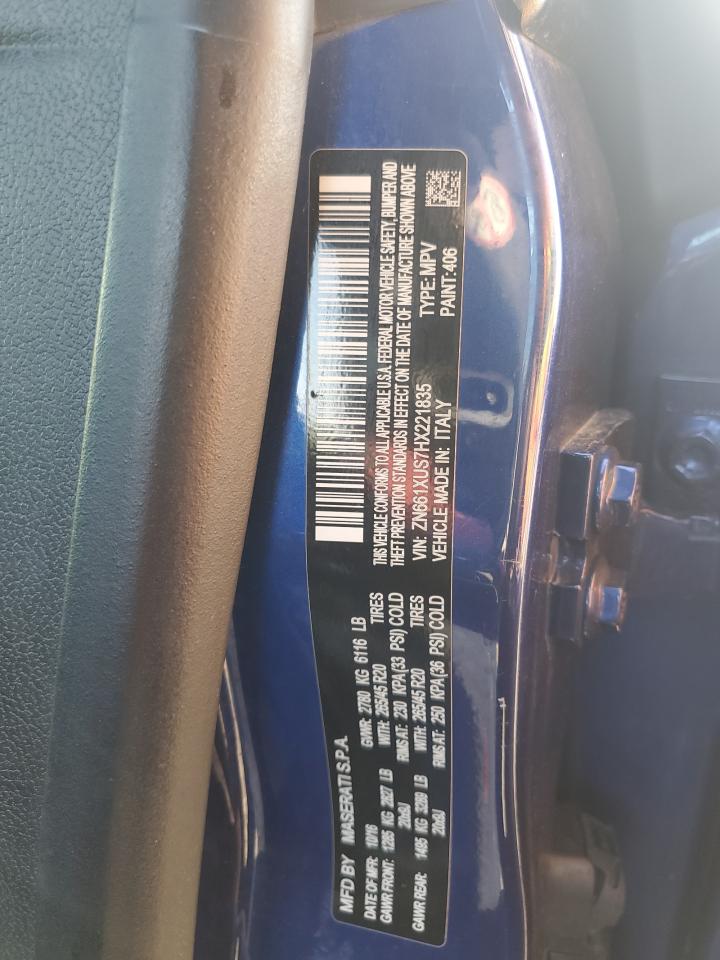 MFD BY MASERATI S.P.A.
DATE OF MFR: 10/16 GVWR: 2780 KG 6116 LB
GAWR FRONT: 1285 KG 2827 LB WITH: 265/45 R20 TIRES
20x9J RIMS AT: 230 KPA(33 PSI) COLD
GAWR REAR: 1495 KG 3289 LB WITH: 265/45 R20 TIRES
20x9J RIMS AT: 250 KPA(36 PSI) COLD
THIS VEHICLE CONFORMS TO ALL APPLICABLE U.S.A. FEDERAL MOTOR VEHICLE SAFETY, BUMPER AND
THEFT PREVENTION STANDARDS IN EFFECT ON THE DATE OF MANUFACTURE SHOWN ABOVE
VIN: ZN661XUS7HX221835 TYPE: MPV
VEHICLE MADE IN: ITALY PAINT: 406